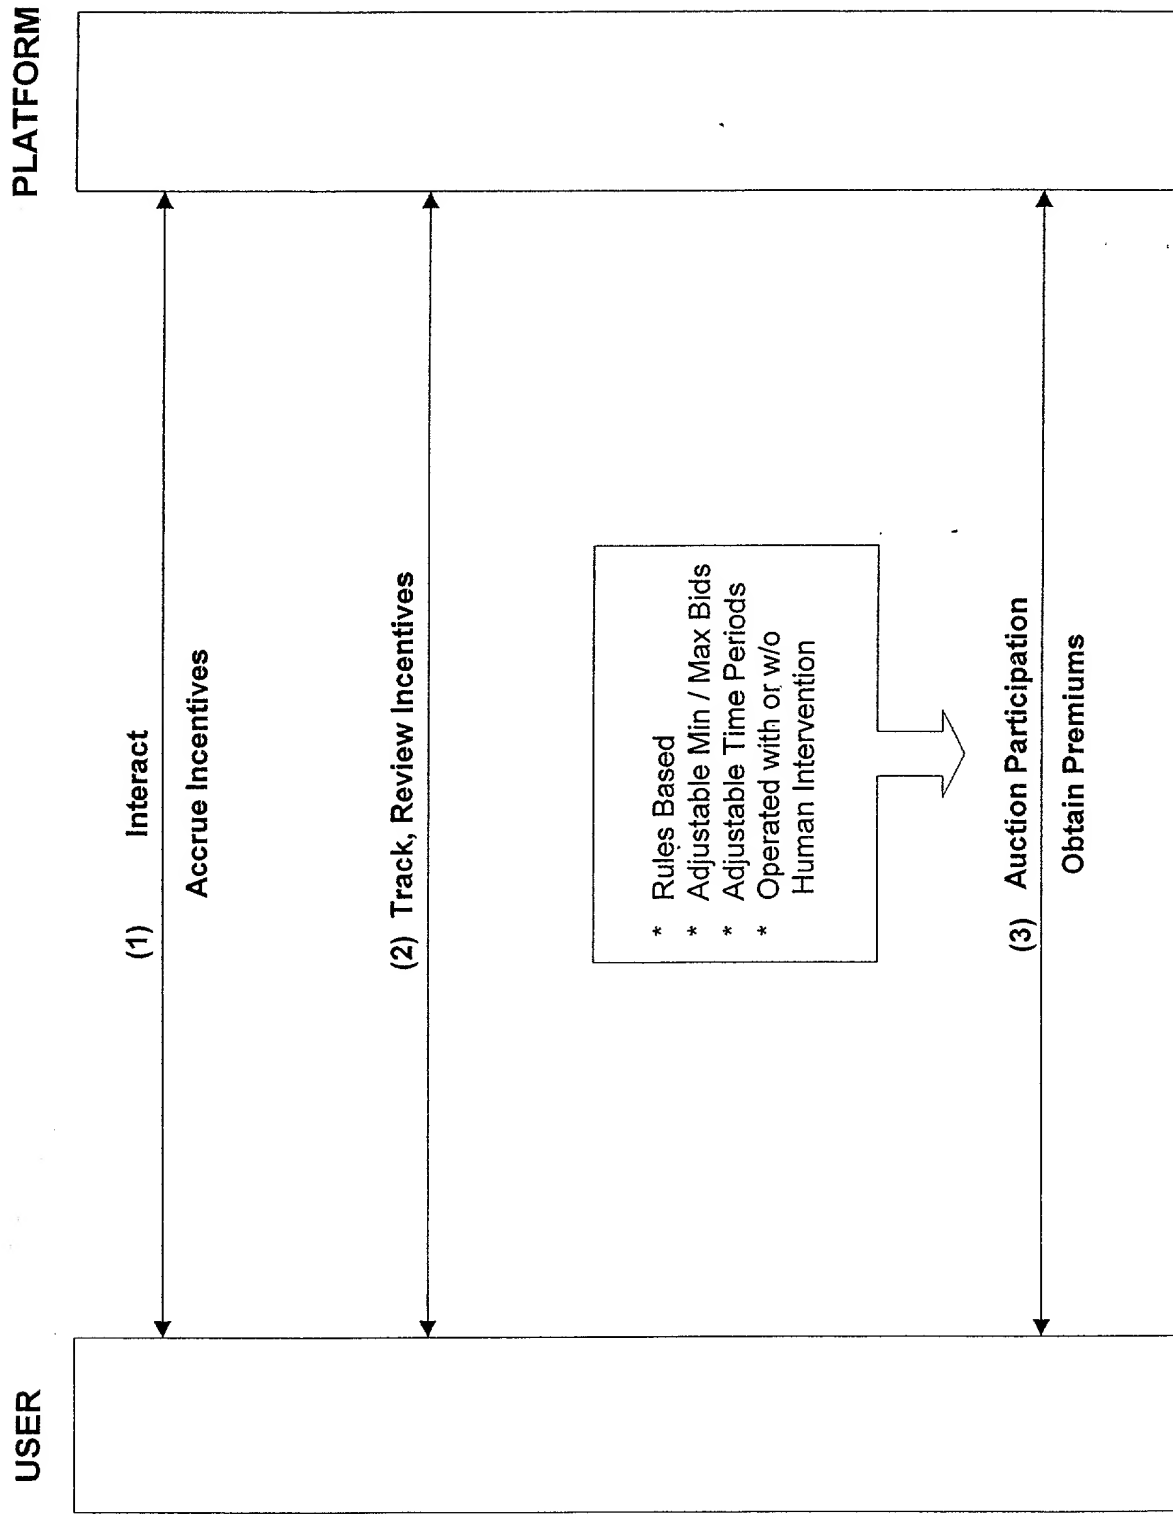 USER
PLATFORM
(1) Interact
Accrue Incentives
(2) Track, Review Incentives
* Rules Based
* Adjustable Min / Max Bids
* Adjustable Time Periods
* Operated with or w/o
Human Intervention
(3) Auction Participation
Obtain Premiums